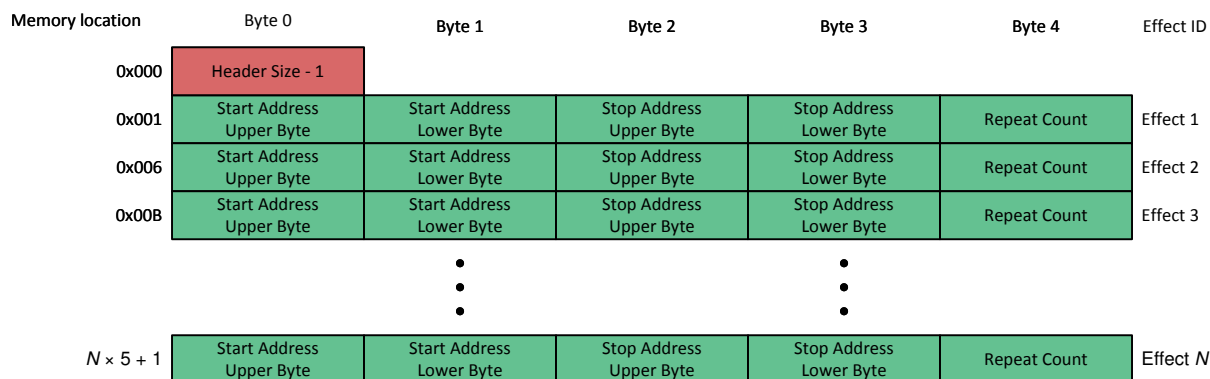 Memory location Byte 0 Byte 1 Byte 2 Byte 3 Byte 4 Effect ID
0x000 Header Size - 1
0x001 Start Address Upper Byte Start Address Lower Byte Stop Address Upper Byte Stop Address Lower Byte Repeat Count Effect 1
0x006 Start Address Upper Byte Start Address Lower Byte Stop Address Upper Byte Stop Address Lower Byte Repeat Count Effect 2
0x00B Start Address Upper Byte Start Address Lower Byte Stop Address Upper Byte Stop Address Lower Byte Repeat Count Effect 3
N × 5 + 1 Start Address Upper Byte Start Address Lower Byte Stop Address Upper Byte Stop Address Lower Byte Repeat Count Effect N